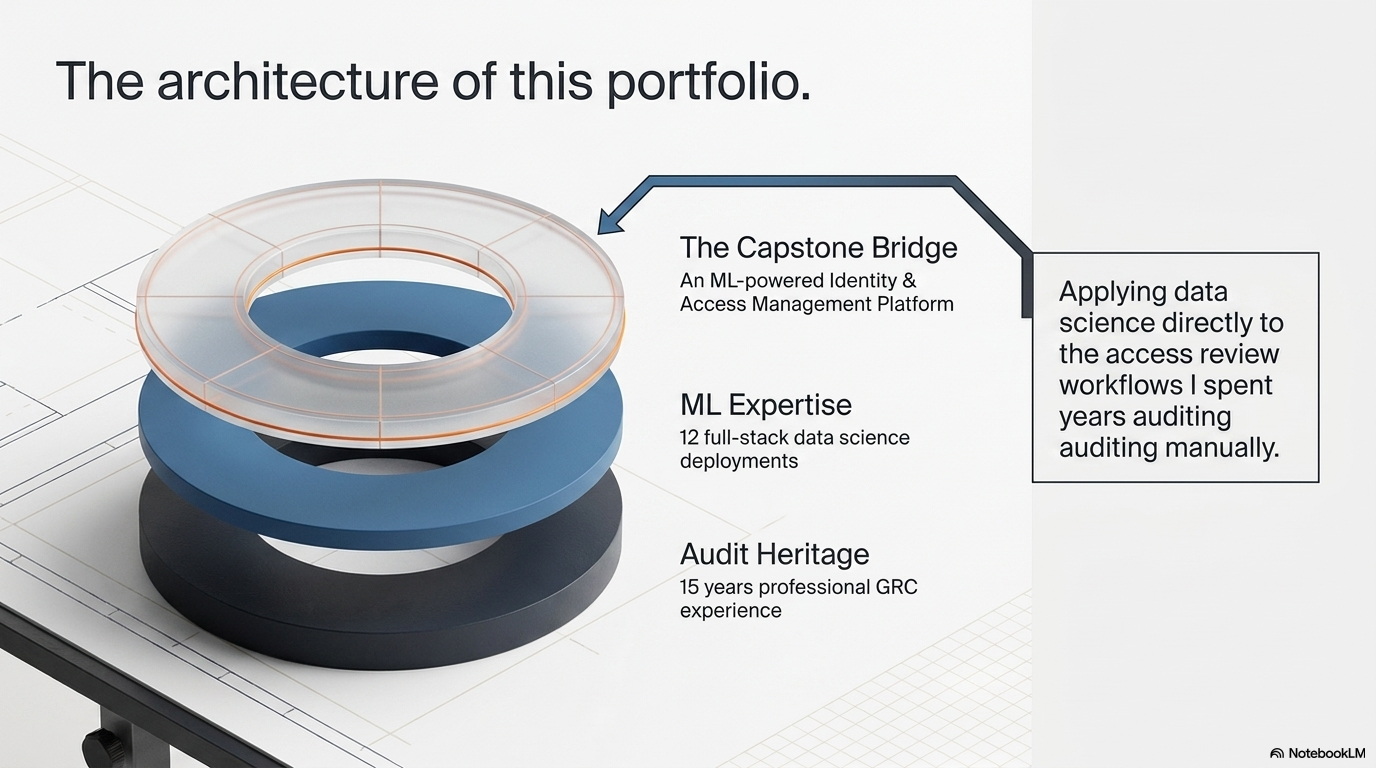 The architecture of this portfolio.
The Capstone Bridge
An ML-powered Identity &
Access Management Platform
ML Expertise
12 full-stack data science
deployments
Audit Heritage
15 years professional GRC
experience
Applying data
science directly to
the access review
workflows I spent
years auditing
auditing manually.
NotebookLM